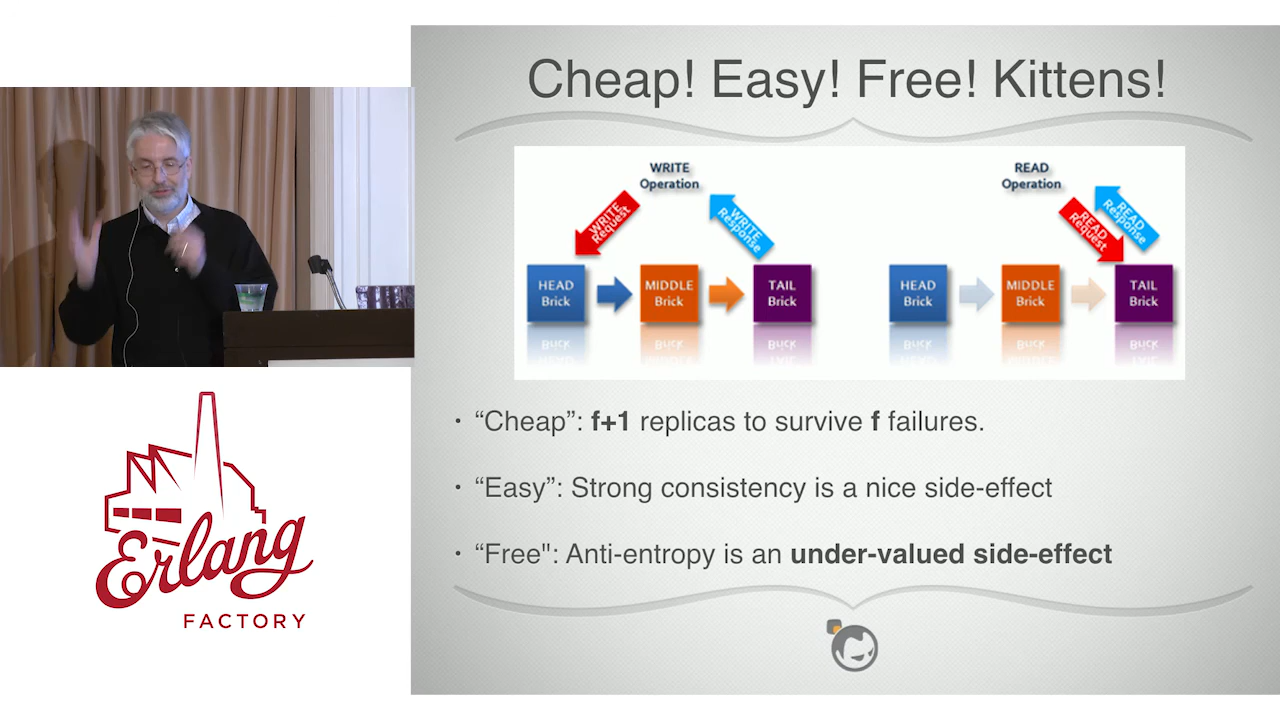 Cheap! Easy! Free! Kittens!
WRITE
Operation
WRITE
Request
WRITE
Response
HEAD
Brick
MIDDLE
Brick
TAIL
Brick
READ
Operation
READ
Request
READ
Response
HEAD
Brick
MIDDLE
Brick
TAIL
Brick
• “Cheap”: f+1 replicas to survive f failures.
• “Easy”: Strong consistency is a nice side-effect
• “Free": Anti-entropy is an under-valued side-effect
Erlang
FACTORY